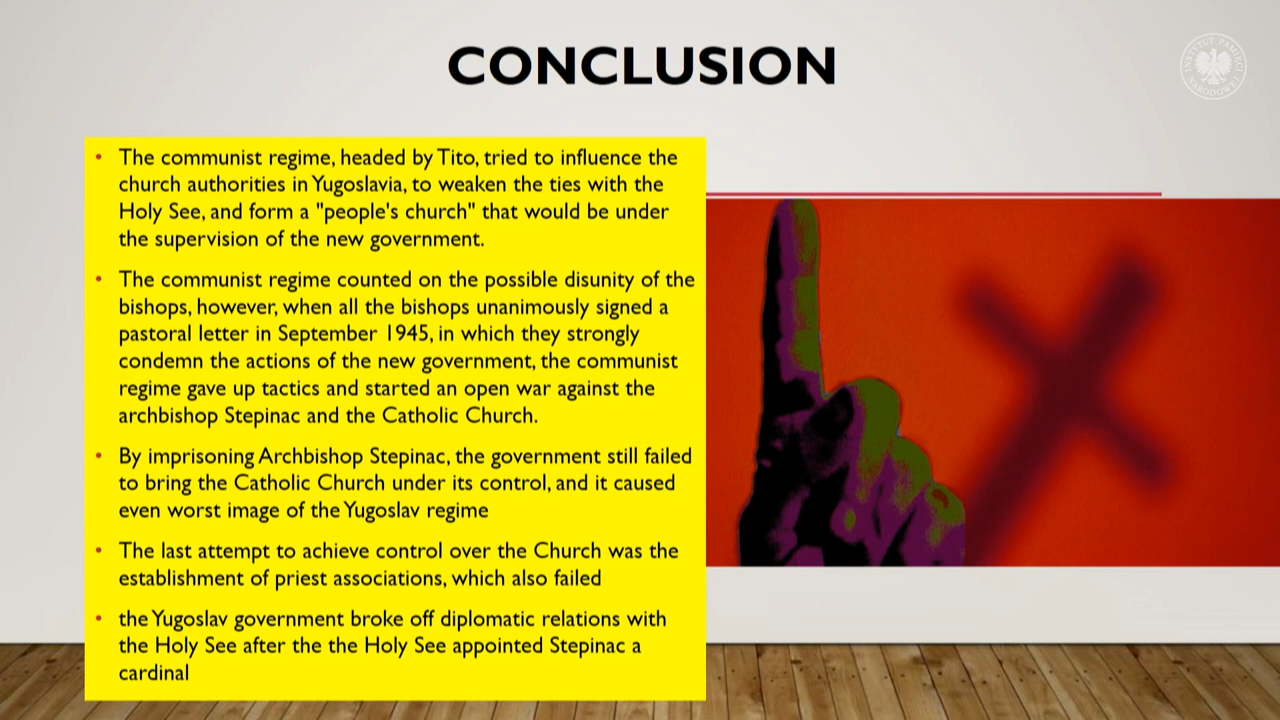 CONCLUSION
INSTYTUT PAMIĘCI
NARODOWEJ
• The communist regime, headed by Tito, tried to influence the
church authorities in Yugoslavia, to weaken the ties with the
Holy See, and form a "people's church" that would be under
the supervision of the new government.
• The communist regime counted on the possible disunity of the
bishops, however, when all the bishops unanimously signed a
pastoral letter in September 1945, in which they strongly
condemn the actions of the new government, the communist
regime gave up tactics and started an open war against the
archbishop Stepinac and the Catholic Church.
• By imprisoning Archbishop Stepinac, the government still failed
to bring the Catholic Church under its control, and it caused
even worst image of the Yugoslav regime
• The last attempt to achieve control over the Church was the
establishment of priest associations, which also failed
• the Yugoslav government broke off diplomatic relations with
the Holy See after the the Holy See appointed Stepinac a
cardinal